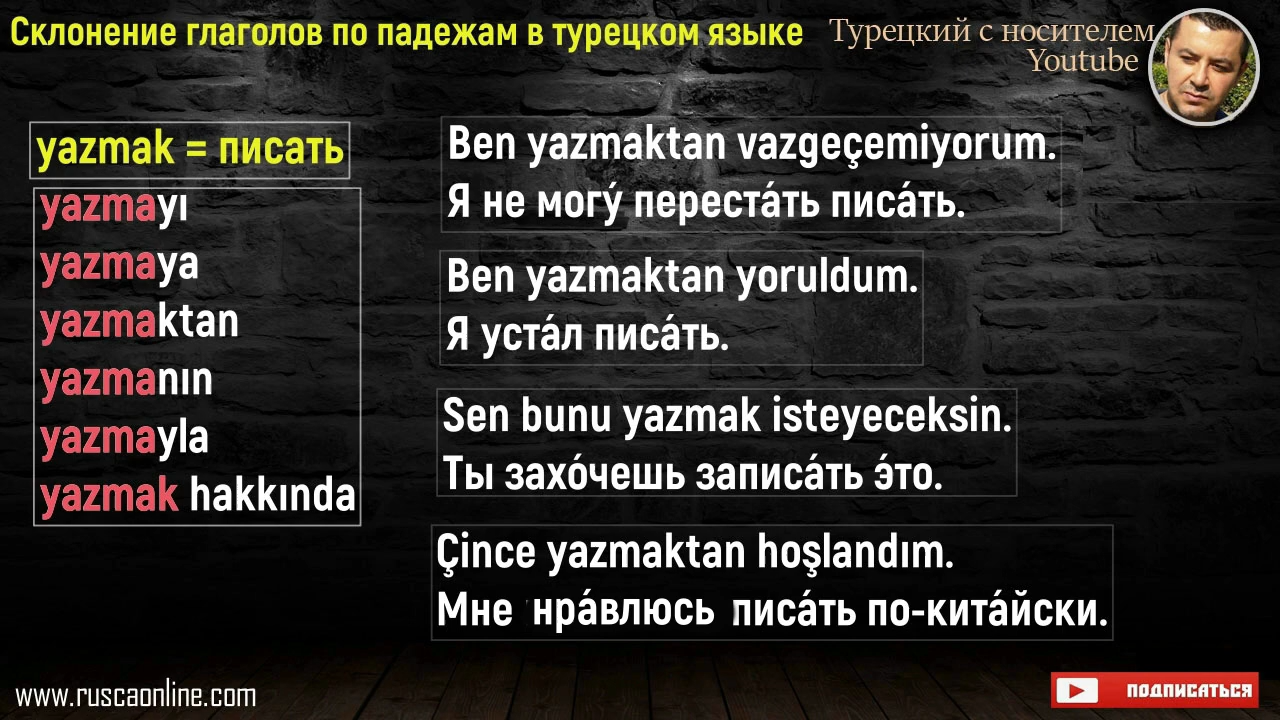 Склонение глаголов по падежам в турецком языке
Турецкий с носителем
Youtube
yazmak = писать
yazmayı
yazmaya
yazmaktan
yazmanın
yazmayla
yazmak hakkında
Ben yazmaktan vazgeçemiyorum.
Я не могу́ переста́ть писа́ть.
Ben yazmaktan yoruldum.
Я уста́л писа́ть.
Sen bunu yazmak isteyeceksin.
Ты захо́чешь записа́ть э́то.
Çince yazmaktan hoşlandım.
Мне нра́влюсь писа́ть по-кита́йски.
www.ruscaonline.com
ПОДПИСАТЬСЯ